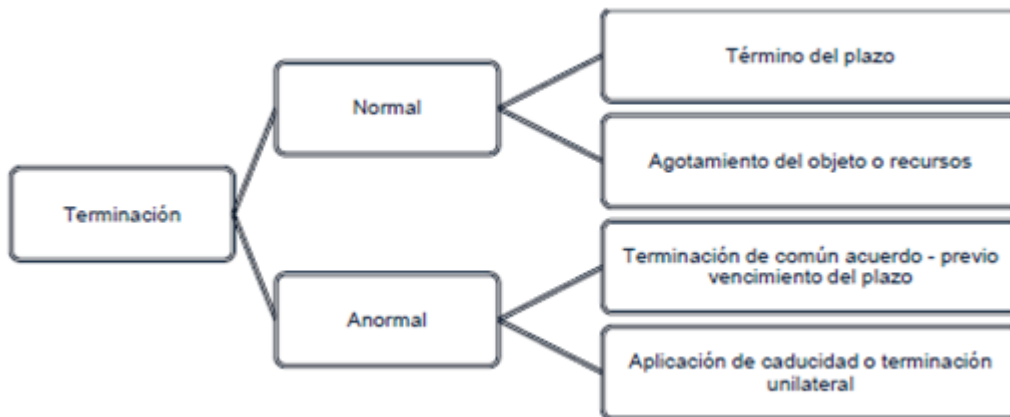 Terminación
Normal
Término del plazo
Agotamiento del objeto o recursos
Anormal
Terminación de común acuerdo - previo
vencimiento del plazo
Aplicación de caducidad o terminación
unilateral